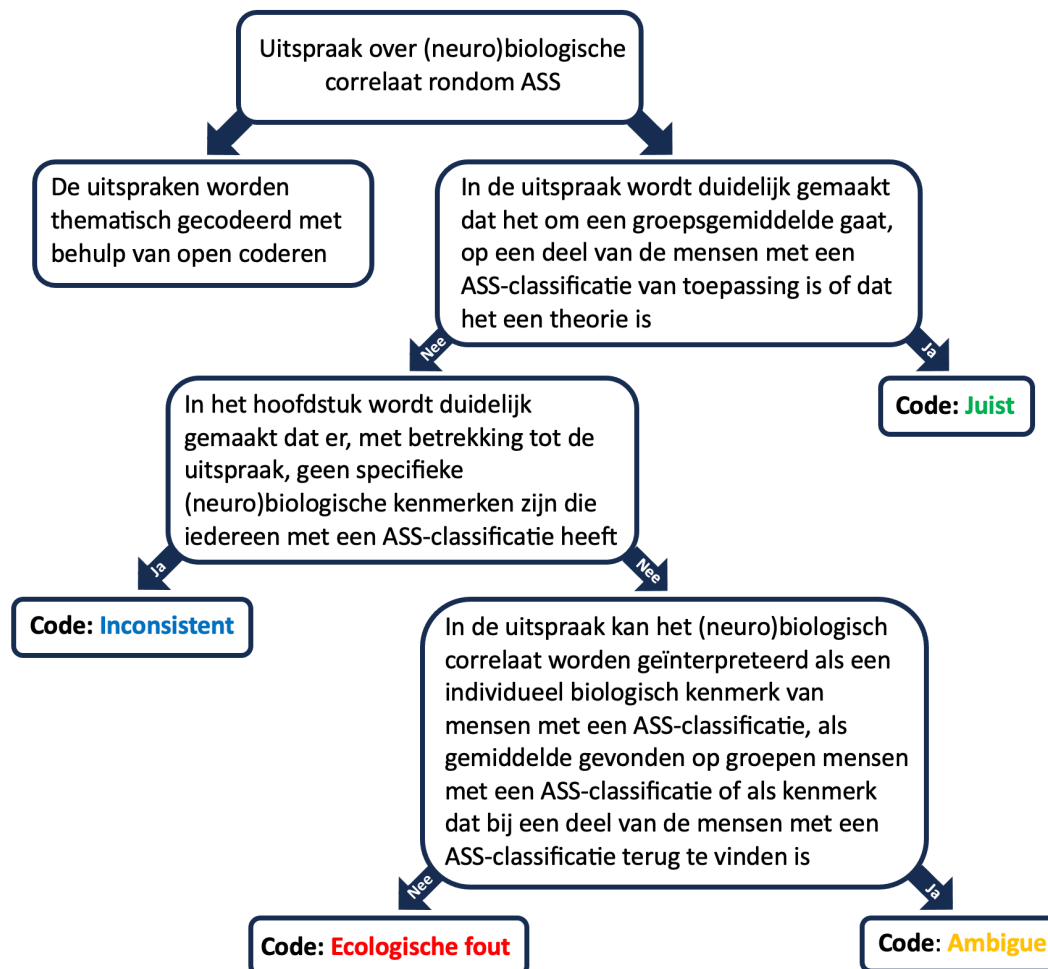 Uitspraak over (neuro)biologische
correlaat rondom ASS
De uitspraken worden
thematisch gecodeerd met
behulp van open coderen
In de uitspraak wordt duidelijk gemaakt
dat het om een groepsgemiddelde gaat,
op een deel van de mensen met een
ASS-classificatie van toepassing is of dat
het een theorie is
Nee
Ja
Code: Juist
In het hoofdstuk wordt duidelijk
gemaakt dat er, met betrekking tot de
uitspraak, geen specifieke
(neuro)biologische kenmerken zijn die
iedereen met een ASS-classificatie heeft
Ja
Nee
Code: Inconsistent
In de uitspraak kan het (neuro)biologisch
correlaat worden geïnterpreteerd als een
individueel biologisch kenmerk van
mensen met een ASS-classificatie, als
gemiddelde gevonden op groepen mensen
met een ASS-classificatie of als kenmerk
dat bij een deel van de mensen met een
ASS-classificatie terug te vinden is
Nee
Ja
Code: Ecologische fout
Code: Ambigue